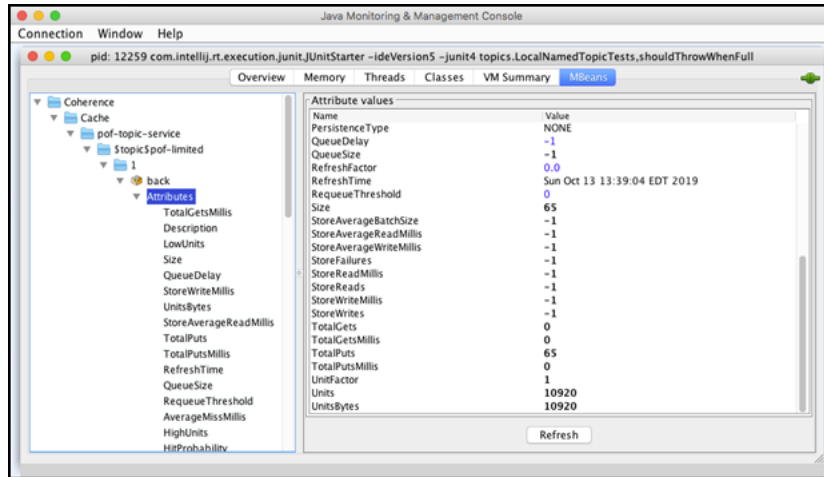 Java Monitoring & Management Console
Connection Window Help
pid: 12259 com.intellij.rt.execution.junit.JUnitStarter -ideVersion5 -junit4 topics.LocalNamedTopicTests,shouldThrowWhenFull
Overview Memory Threads Classes VM Summary MBeans
Coherence
Cache
pof-topic-service
$topic$pof-limited
1
back
Attributes
TotalGetsMillis
Description
LowUnits
Size
QueueDelay
StoreWriteMillis
UnitsBytes
StoreAverageReadMillis
TotalPuts
TotalPutsMillis
RefreshTime
QueueSize
RequeueThreshold
AverageMissMillis
HighUnits
HitProbability
Attribute values
Name Value
PersistenceType NONE
QueueDelay -1
QueueSize -1
RefreshFactor 0.0
RefreshTime Sun Oct 13 13:39:04 EDT 2019
RequeueThreshold 0
Size 65
StoreAverageBatchSize -1
StoreAverageReadMillis -1
StoreAverageWriteMillis -1
StoreFailures -1
StoreReadMillis -1
StoreReads -1
StoreWriteMillis -1
StoreWrites -1
TotalGets 0
TotalGetsMillis 0
TotalPuts 65
TotalPutsMillis 0
UnitFactor 1
Units 10920
UnitsBytes 10920
Refresh